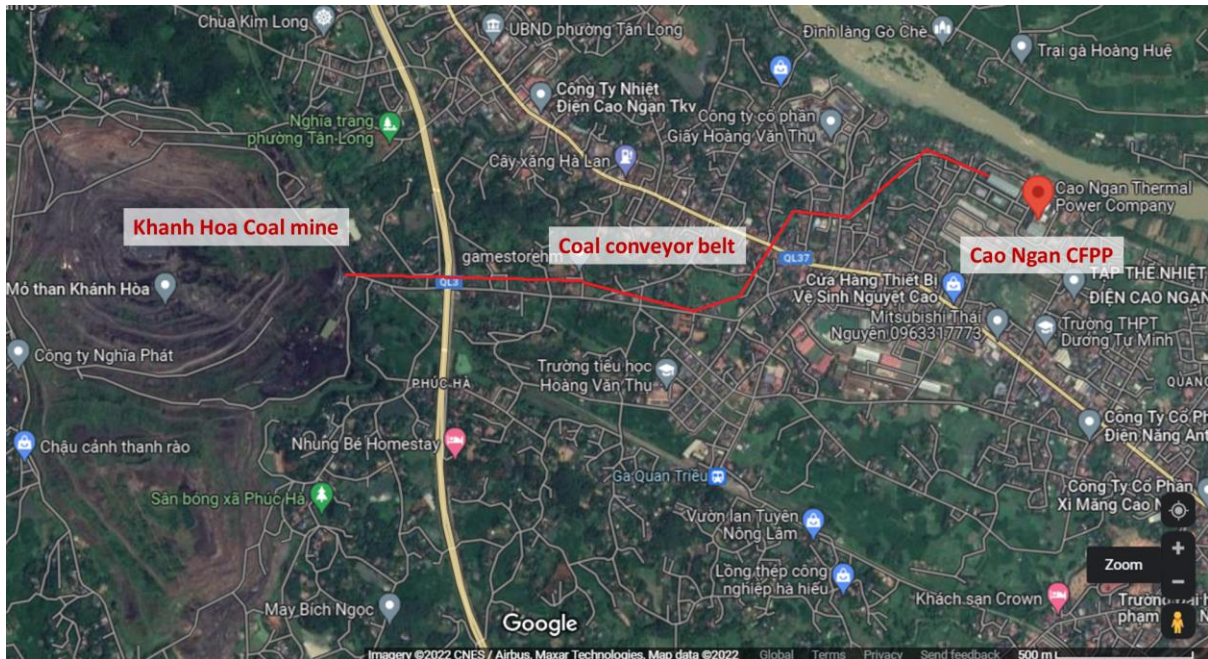 Chùa Kim Long
UBND phường Tân Long
Đình làng Gò Chè
Trại gà Hoàng Huệ
Công Ty Nhiệt
Điện Cao Ngạn Tkv
Nghĩa trang
phường Tân Long
Công ty cổ phần
Giấy Hoàng Văn Thụ
Cây xăng Hà Lan
Cao Ngan Thermal
Power Company
Khanh Hoa Coal mine
Coal conveyor belt
Cao Ngan CFPP
gamestorehm
QL37
QL3
Mỏ than Khánh Hòa
Cửa Hàng Thiết Bị
Vệ Sinh Nguyệt Cao
TẬP THỂ NHIỆT
ĐIỆN CAO NGẠN
Mitsubishi Thái
Nguyên 0963317773
Trường THPT
Dương Tự Minh
Công ty Nghĩa Phát
Trường tiểu học
Hoàng Văn Thụ
PHÚC HÀ
QUANG
Công Ty Cổ Ph
Điện Năng Ant
Nhung Bé Homestay
Chậu cảnh thanh rào
Ga Quan Triều
Sân bóng xã Phúc Hà
Công Ty Cổ Phần
Xi Măng Cao N
Vườn lan Tuyên
Nông Lâm
Zoom
Lồng thép công
nghiệp hà hiếu
Khách sạn Crown
May Bích Ngọc
Google
Imagery ©2022 CNES / Airbus, Maxar Technologies, Map data ©2022 Global Terms Privacy Send feedback 500 m